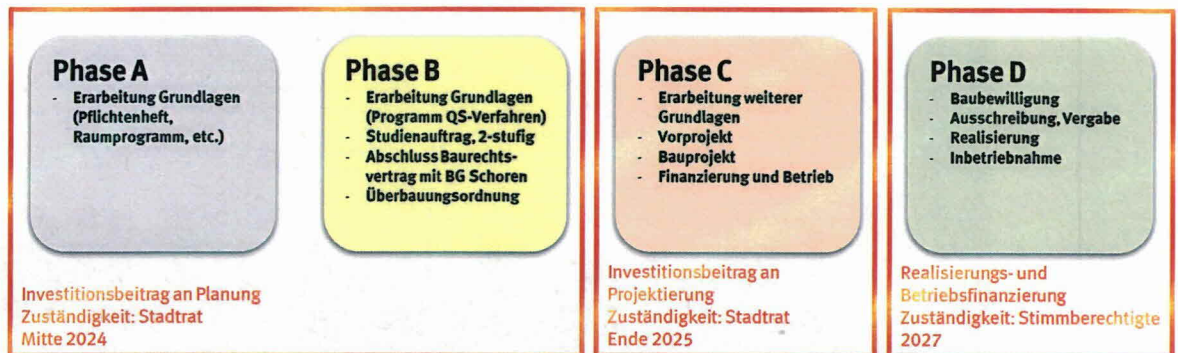 Phase A
- Erarbeitung Grundlagen
(Pflichtenheft,
Raumprogramm, etc.)
Phase B
- Erarbeitung Grundlagen
(Programm QS-Verfahren)
- Studienauftrag, 2-stufig
- Abschluss Baurechts-
vertrag mit BG Schoren
- Überbauungsordnung
Investitionsbeitrag an Planung
Zuständigkeit: Stadtrat
Mitte 2024
Phase C
- Erarbeitung weiterer
Grundlagen
- Vorprojekt
- Bauprojekt
- Finanzierung und Betrieb
Investitionsbeitrag an
Projektierung
Zuständigkeit: Stadtrat
Ende 2025
Phase D
- Baubewilligung
- Ausschreibung, Vergabe
- Realisierung
- Inbetriebnahme
Realisierungs- und
Betriebsfinanzierung
Zuständigkeit: Stimmberechtigte
2027